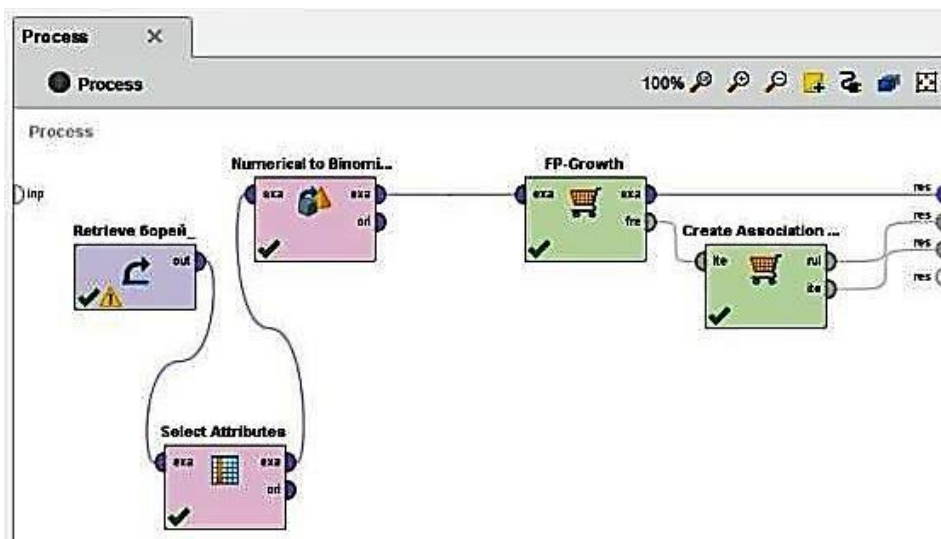 Process
Process
100%
Process
inp
Numerical to Binomi...
exa exa
ori
FP-Growth
exa exa
fre
res
res
res
res
Retrieve борей_
out
Create Association ...
ite rul
ite
Select Attributes
exa exa
ori